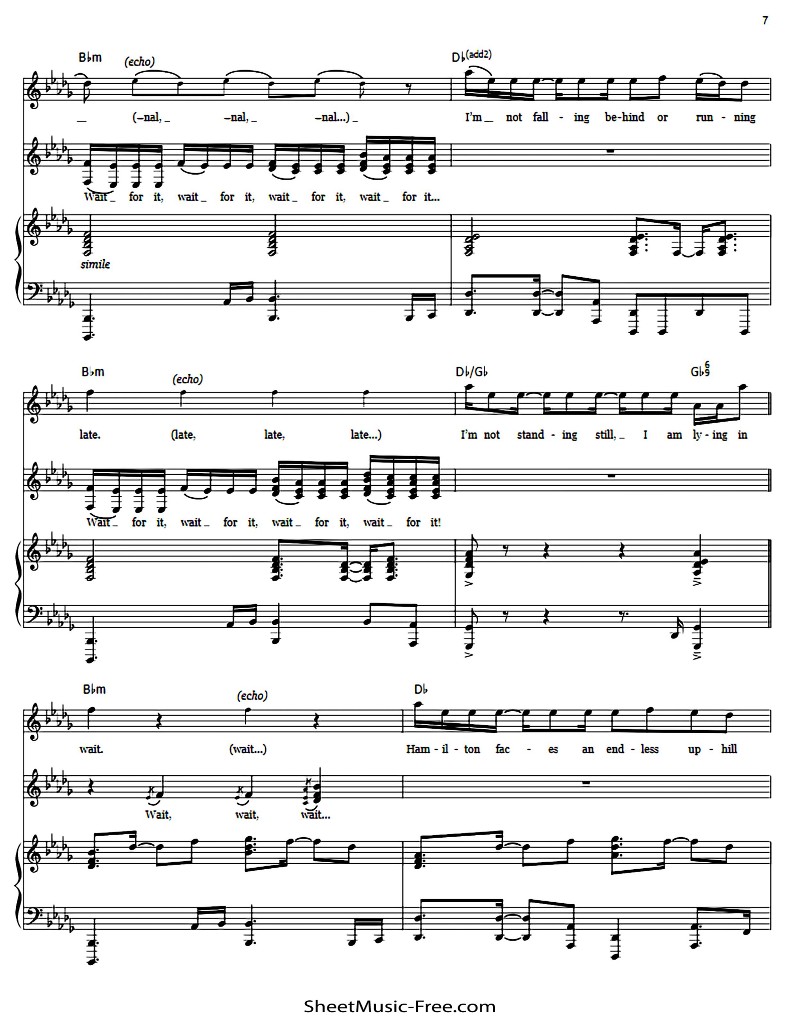 7
B♭m (echo) D♭(add2)
(–nal, –nal, –nal...) I'm not fall - ing be-hind or run - ning
Wait for it, wait for it, wait for it, wait for it...
simile
B♭m (echo) D♭/G♭ G♭6/9
late. (late, late, late...) I'm not stand - ing still, I am ly - ing in
Wait for it, wait for it, wait for it, wait for it!
B♭m (echo) D♭
wait. (wait...) Ham - il - ton fac - es an end - less up - hill
Wait, wait, wait...
SheetMusic-Free.com